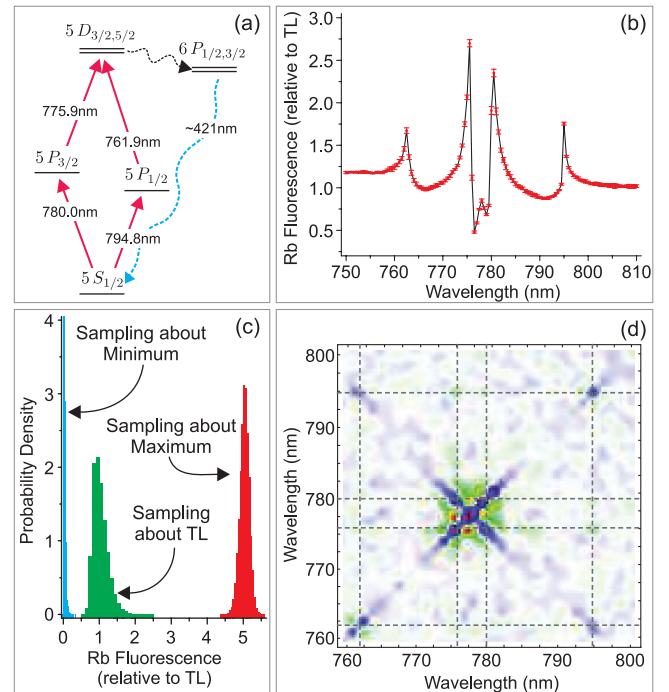 (a)
5 D3/2,5/2
6 P1/2,3/2
775.9nm
761.9nm
~421nm
5 P3/2
5 P1/2
780.0nm
794.8nm
5 S1/2
(b)
Rb Fluorescence (relative to TL)
3.0
2.5
2.0
1.5
1.0
0.5
750 760 770 780 790 800 810
Wavelength (nm)
(c)
Probability Density
4
3
2
1
0
Sampling about
Minimum
Sampling about
Maximum
Sampling
about TL
0 1 2 3 4 5
Rb Fluorescence
(relative to TL)
(d)
Wavelength (nm)
800
790
780
770
760
760 770 780 790 800
Wavelength (nm)